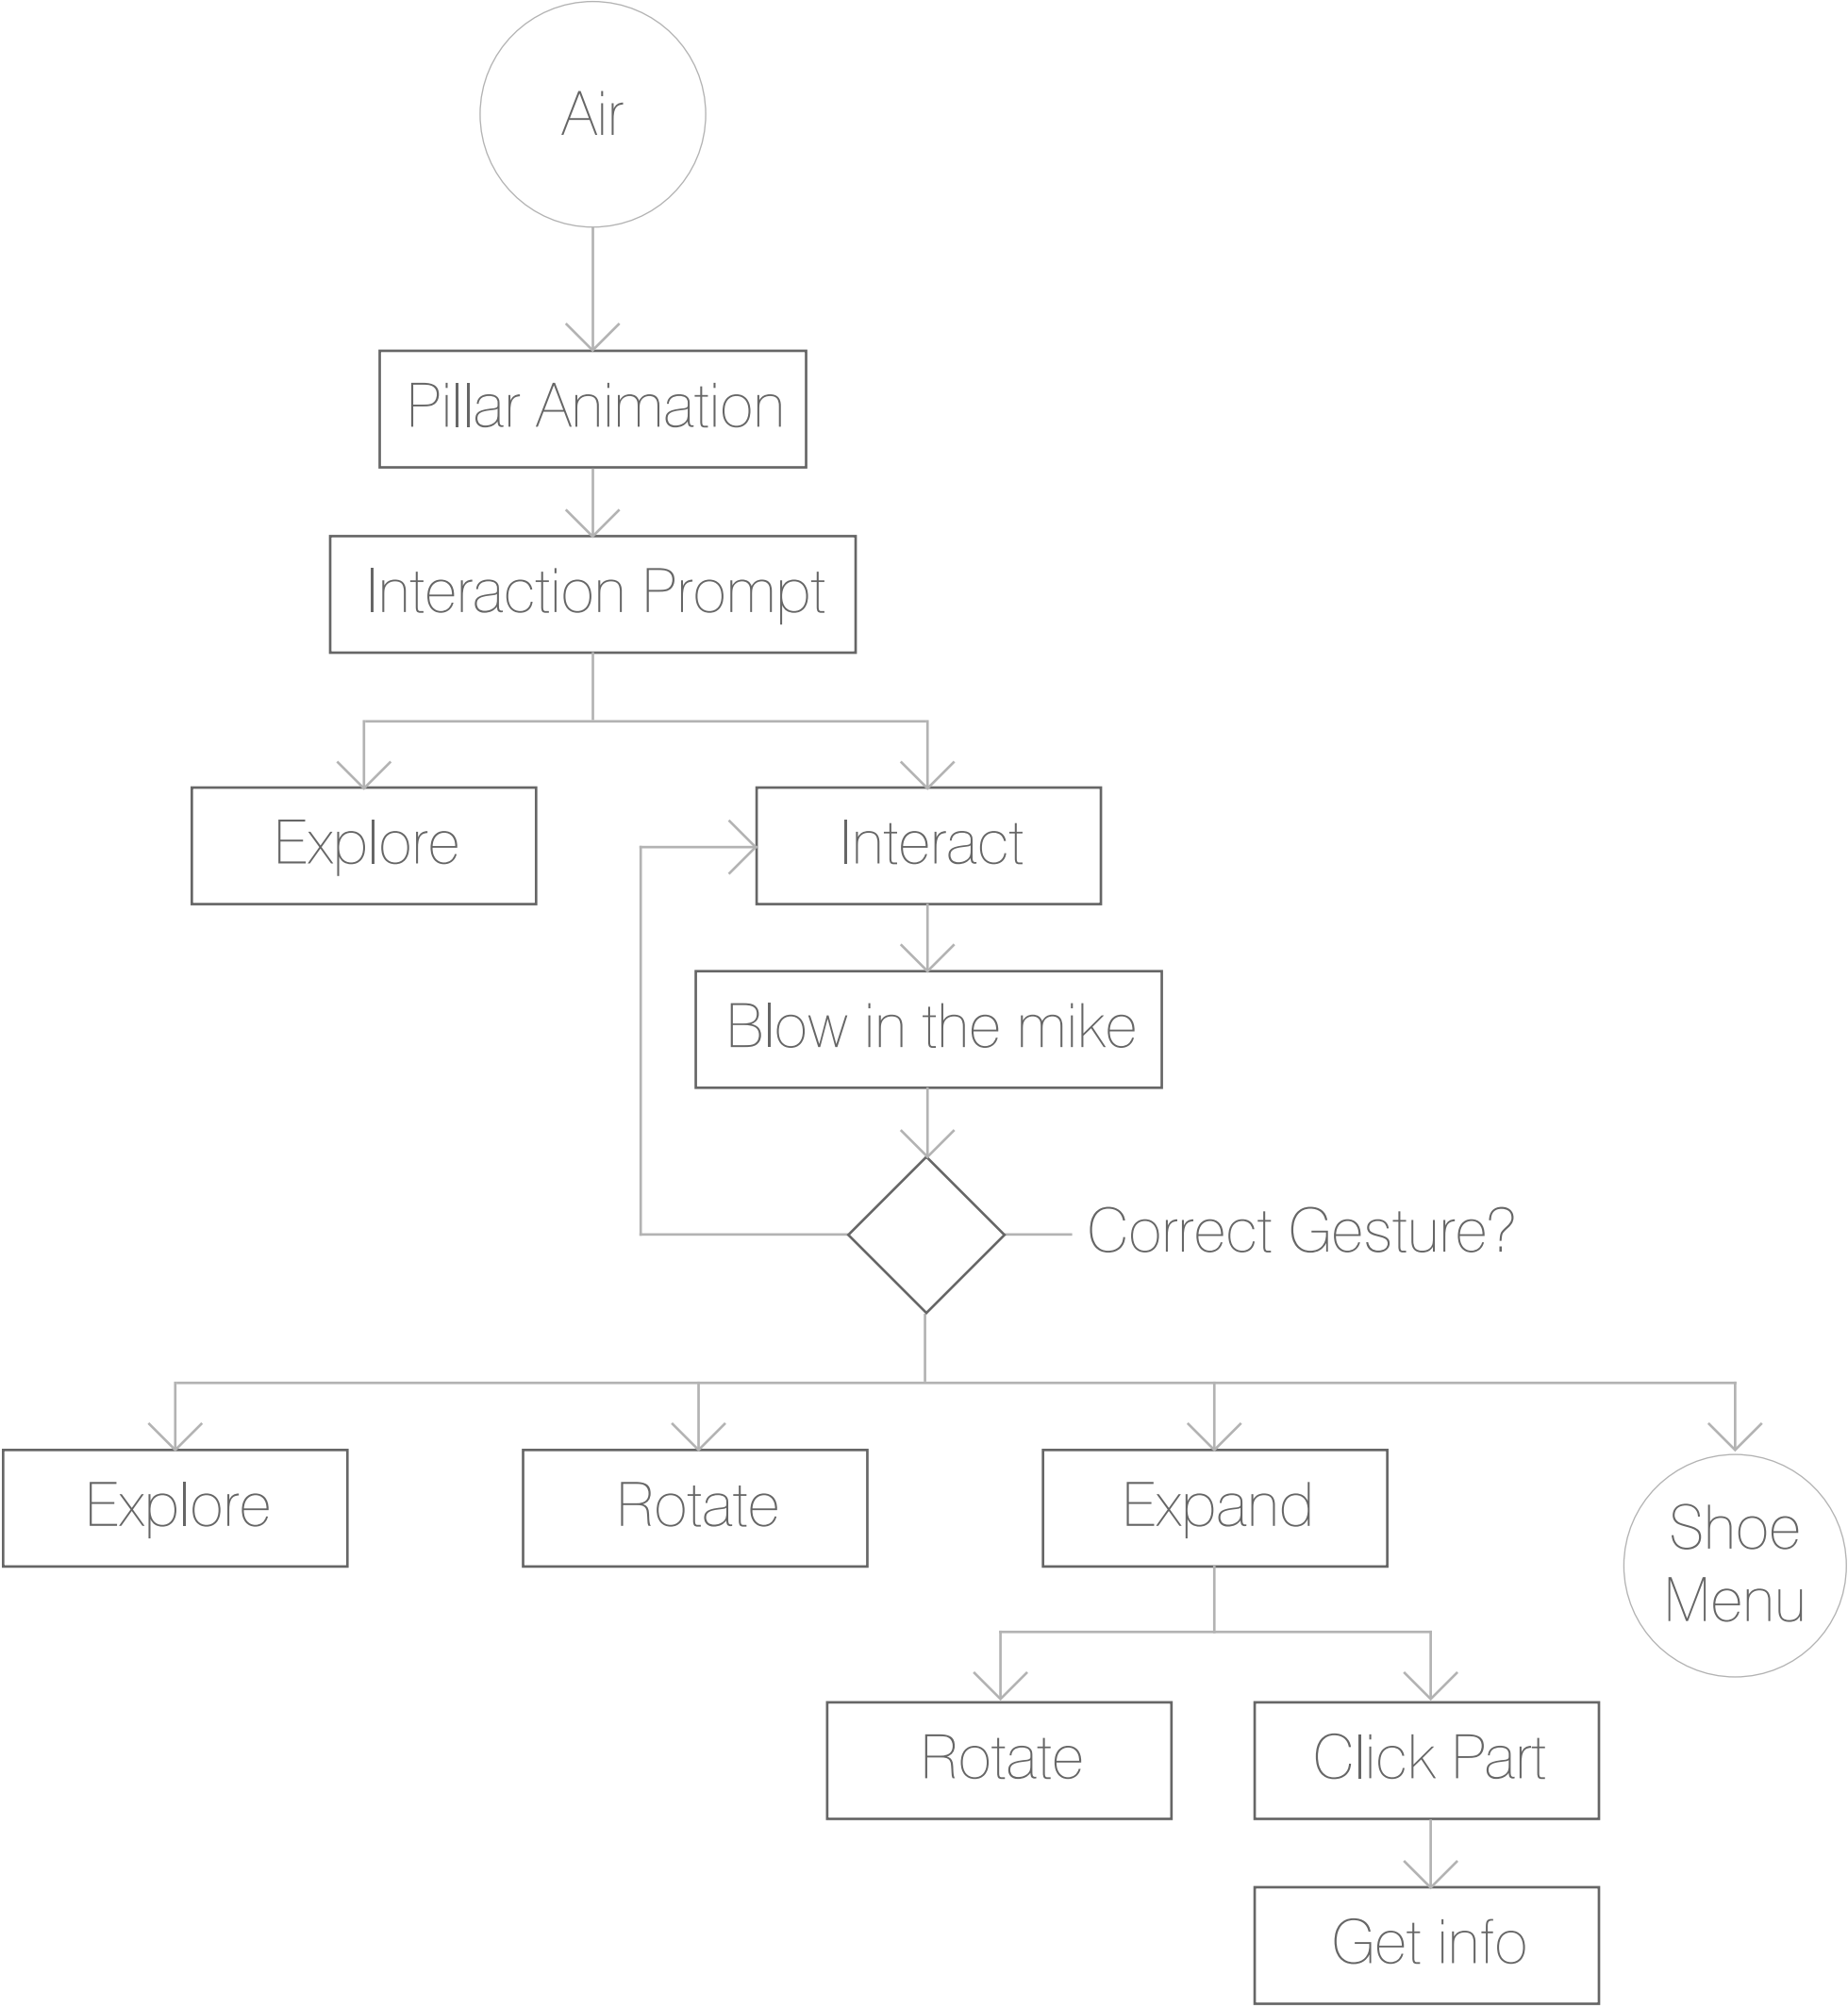 Air
Pillar Animation
Interaction Prompt
Explore
Interact
Blow in the mike
Correct Gesture?
Explore
Rotate
Expand
Shoe
Menu
Rotate
Click Part
Get info